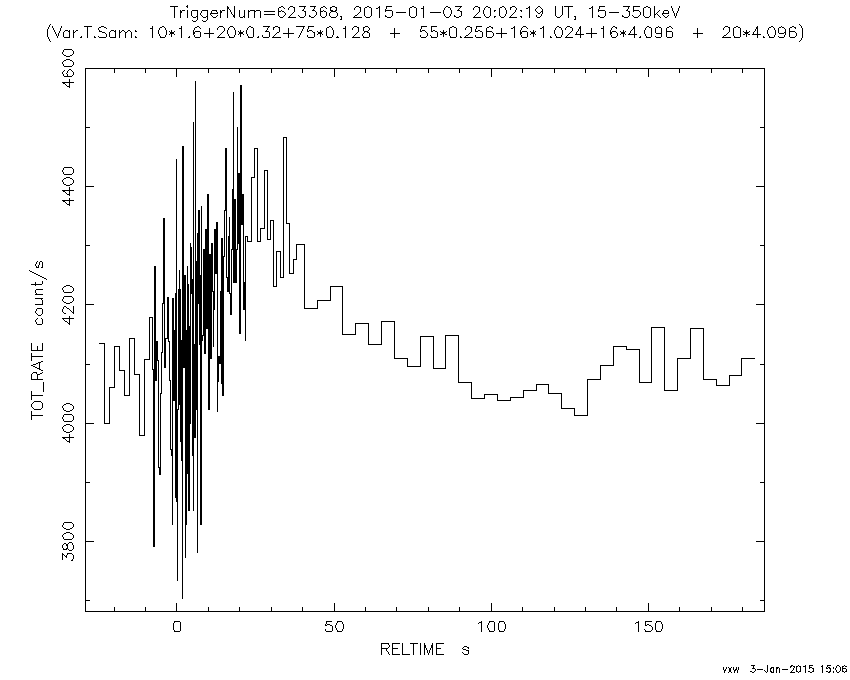 TriggerNum=623368, 2015-01-03 20:02:19 UT, 15-350keV
(Var.T.Sam: 10*1.6+20*0.32+75*0.128 + 55*0.256+16*1.024+16*4.096 + 20*4.096)
4600
4400
4200
4000
3800
TOT_RATE count/s
0 50 100 150
RELTIME s
vxw 3-Jan-2015 15:06